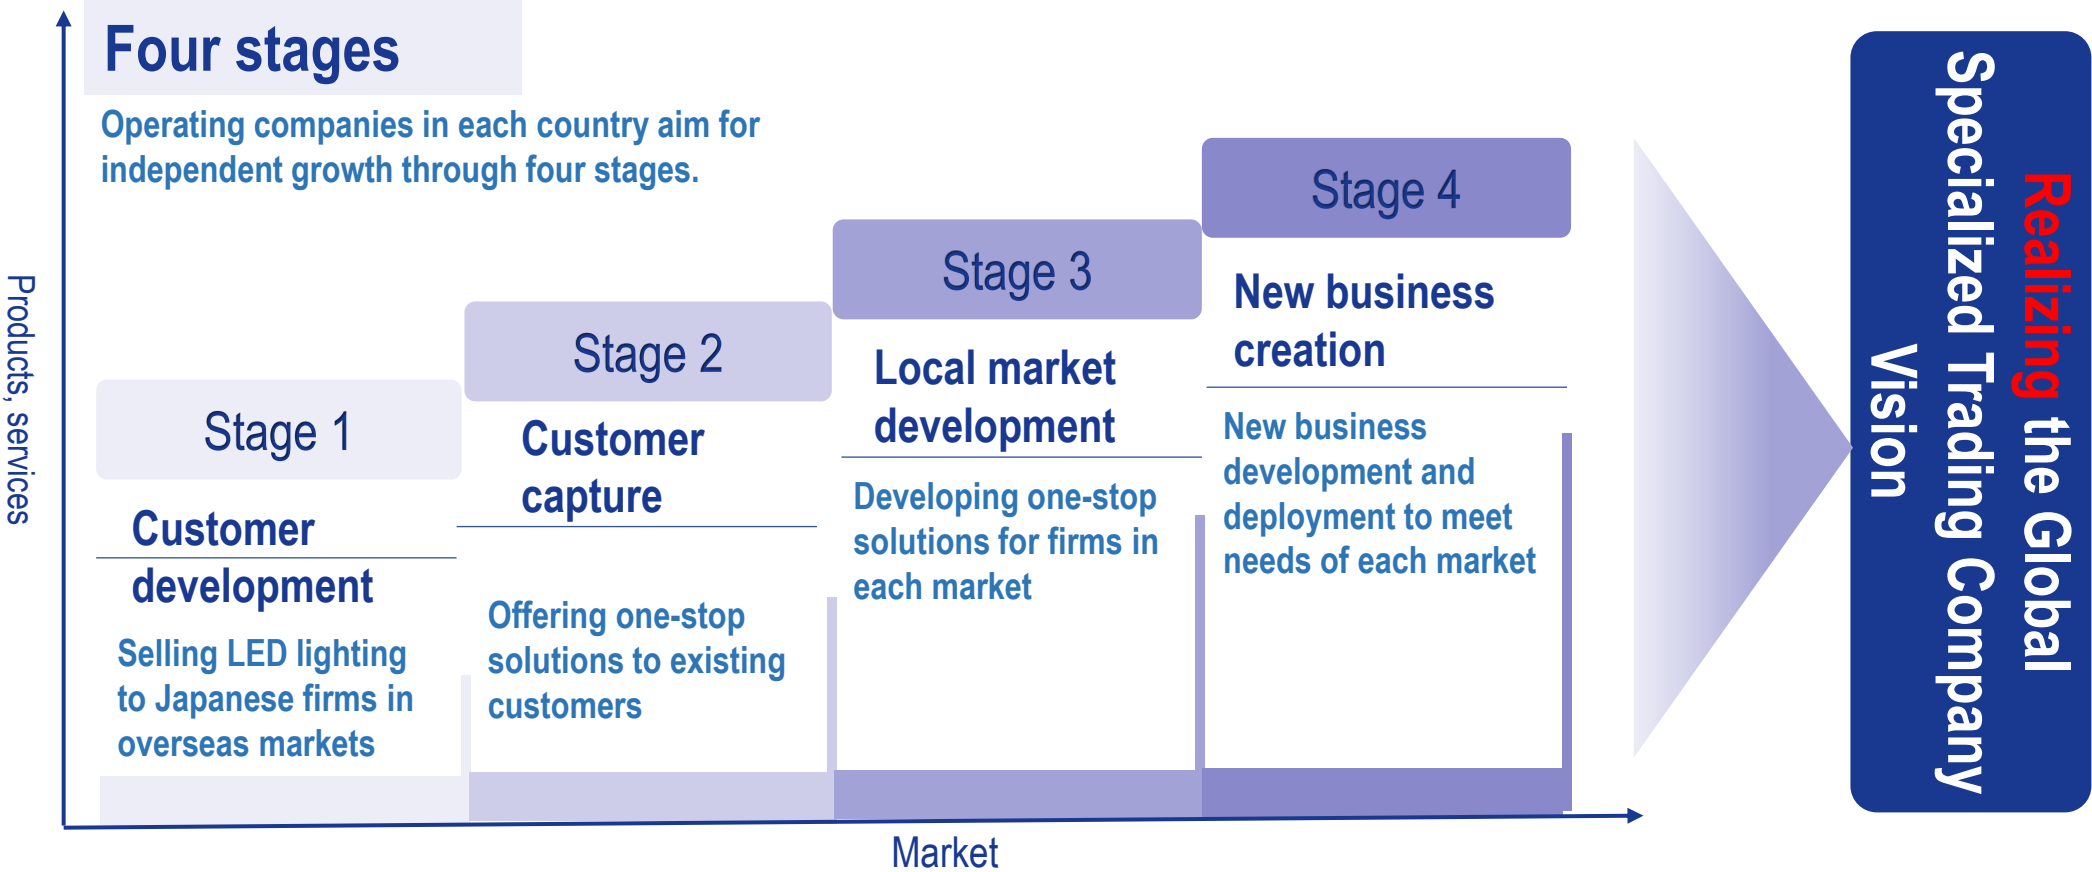 Four stages
Operating companies in each country aim for
independent growth through four stages.
Products, services
Stage 1
Customer
development
Selling LED lighting
to Japanese firms in
overseas markets
Stage 2
Customer
capture
Offering one-stop
solutions to existing
customers
Stage 3
Local market
development
Developing one-stop
solutions for firms in
each market
Stage 4
New business
creation
New business
development and
deployment to meet
needs of each market
Market
Realizing the Global
Specialized Trading Company
Vision